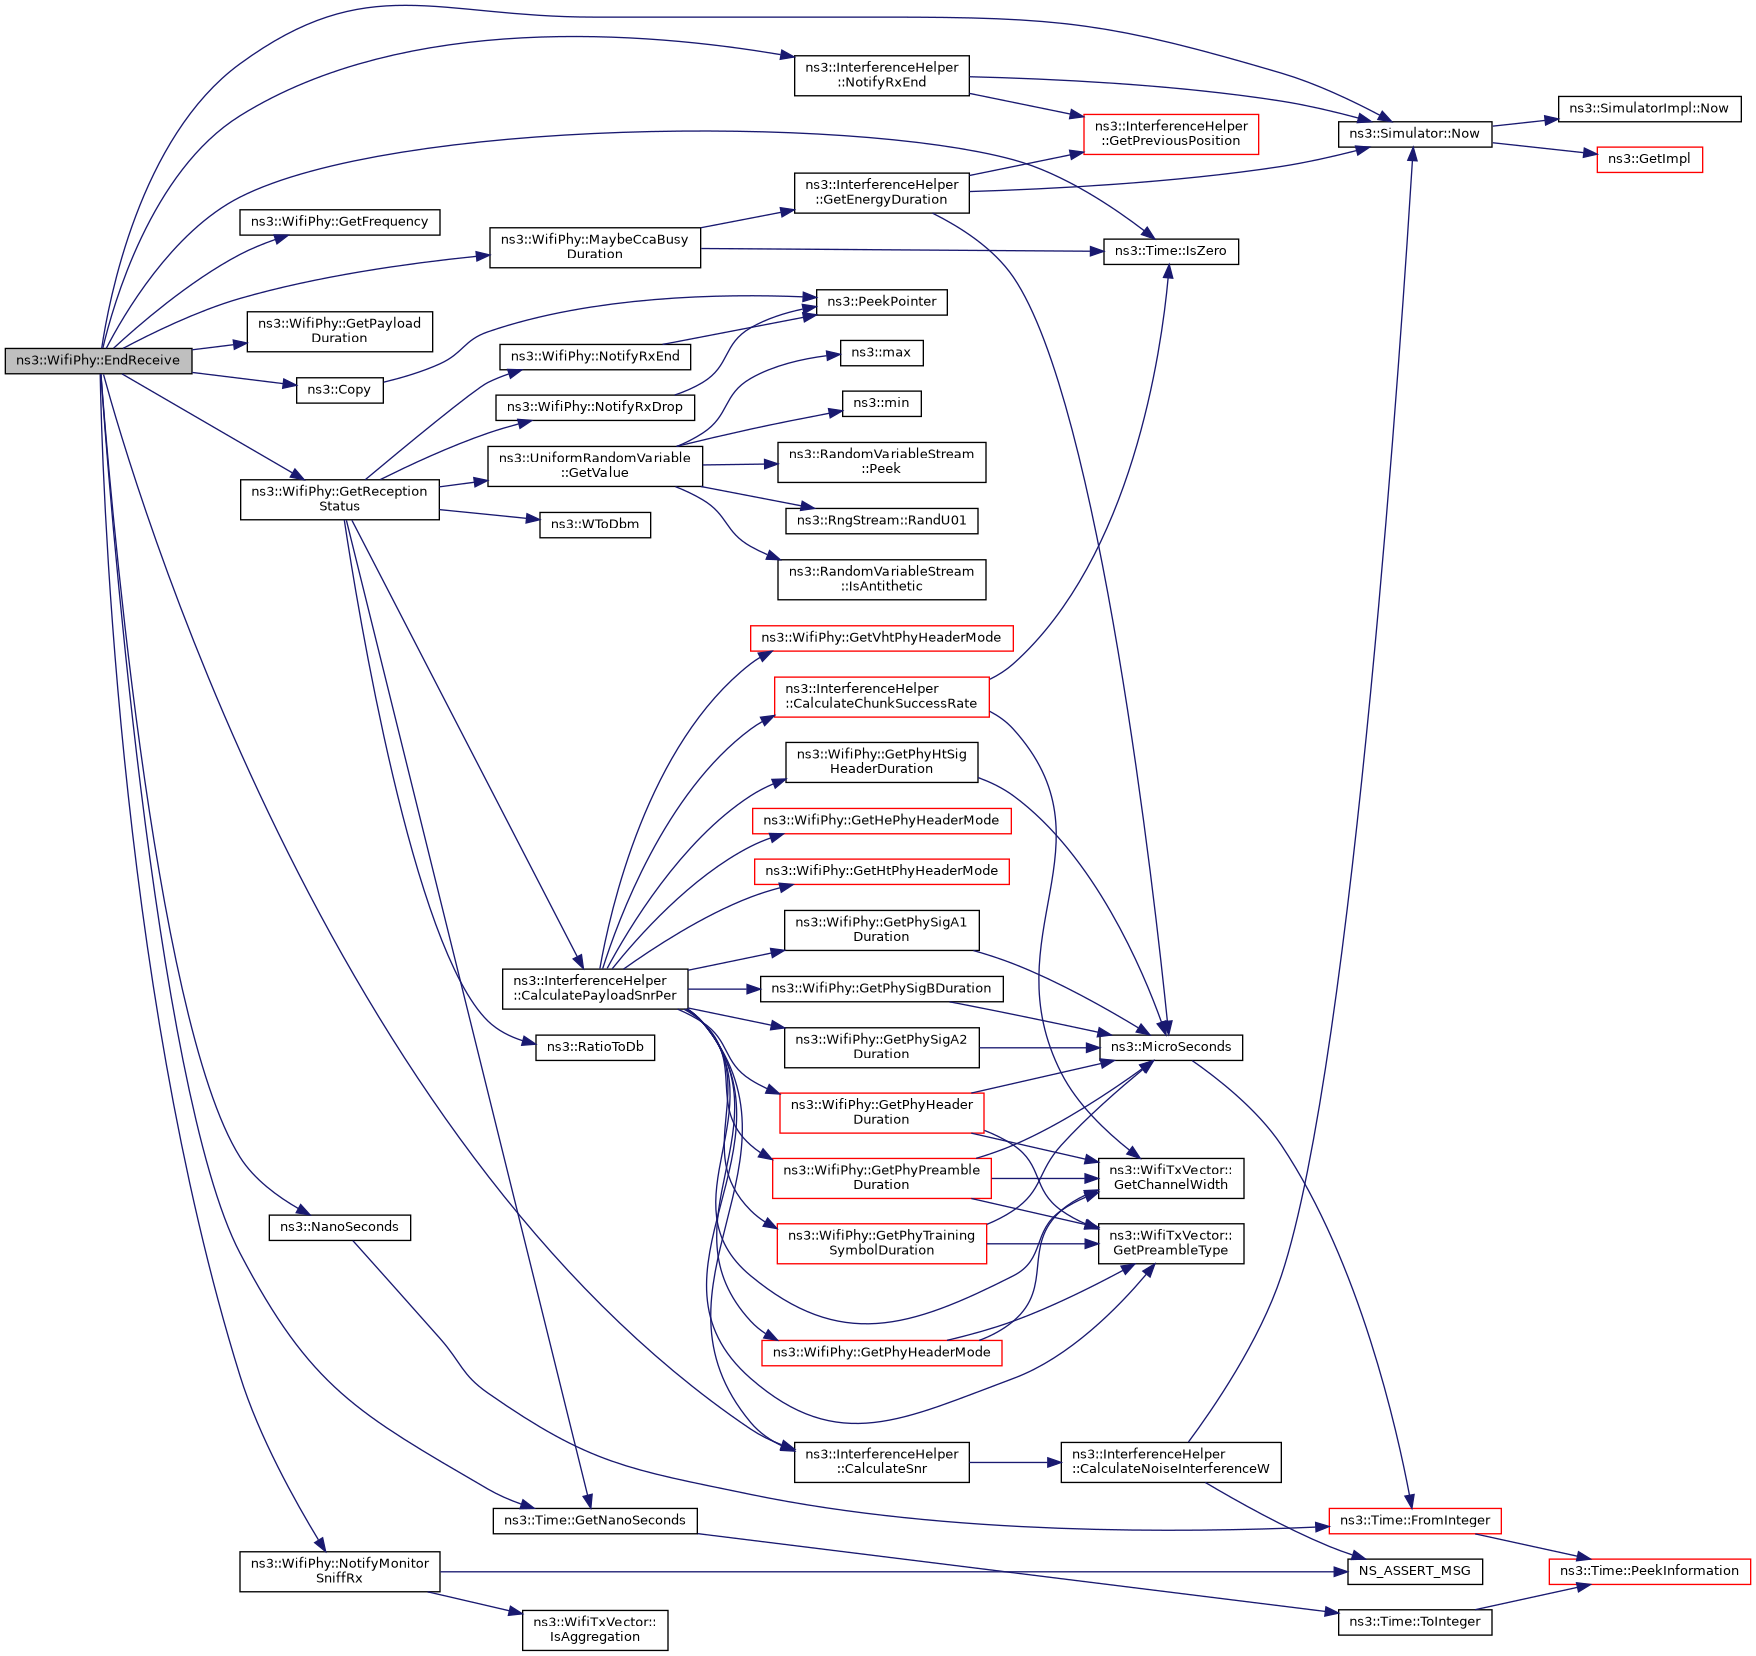 ns3::WifiPhy::EndReceive
ns3::WifiPhy::GetFrequency
ns3::WifiPhy::GetPayload
Duration
ns3::Copy
ns3::WifiPhy::GetReception
Status
ns3::NanoSeconds
ns3::WifiPhy::NotifyMonitor
SniffRx
ns3::WifiPhy::MaybeCcaBusy
Duration
ns3::WifiPhy::NotifyRxEnd
ns3::WifiPhy::NotifyRxDrop
ns3::UniformRandomVariable
::GetValue
ns3::WToDbm
ns3::InterferenceHelper
::CalculatePayloadSnrPer
ns3::RatioToDb
ns3::Time::GetNanoSeconds
ns3::WifiTxVector::
IsAggregation
ns3::InterferenceHelper
::NotifyRxEnd
ns3::InterferenceHelper
::GetEnergyDuration
ns3::PeekPointer
ns3::max
ns3::min
ns3::RandomVariableStream
::Peek
ns3::RngStream::RandU01
ns3::RandomVariableStream
::IsAntithetic
ns3::WifiPhy::GetVhtPhyHeaderMode
ns3::InterferenceHelper
::CalculateChunkSuccessRate
ns3::WifiPhy::GetPhyHtSig
HeaderDuration
ns3::WifiPhy::GetHePhyHeaderMode
ns3::WifiPhy::GetHtPhyHeaderMode
ns3::WifiPhy::GetPhySigA1
Duration
ns3::WifiPhy::GetPhySigBDuration
ns3::WifiPhy::GetPhySigA2
Duration
ns3::WifiPhy::GetPhyHeader
Duration
ns3::WifiPhy::GetPhyPreamble
Duration
ns3::WifiPhy::GetPhyTraining
SymbolDuration
ns3::WifiPhy::GetPhyHeaderMode
ns3::InterferenceHelper
::CalculateSnr
ns3::InterferenceHelper
::GetPreviousPosition
ns3::Time::IsZero
ns3::MicroSeconds
ns3::WifiTxVector::
GetChannelWidth
ns3::WifiTxVector::
GetPreambleType
ns3::InterferenceHelper
::CalculateNoiseInterferenceW
ns3::Simulator::Now
ns3::Time::FromInteger
NS_ASSERT_MSG
ns3::Time::ToInteger
ns3::SimulatorImpl::Now
ns3::GetImpl
ns3::Time::PeekInformation